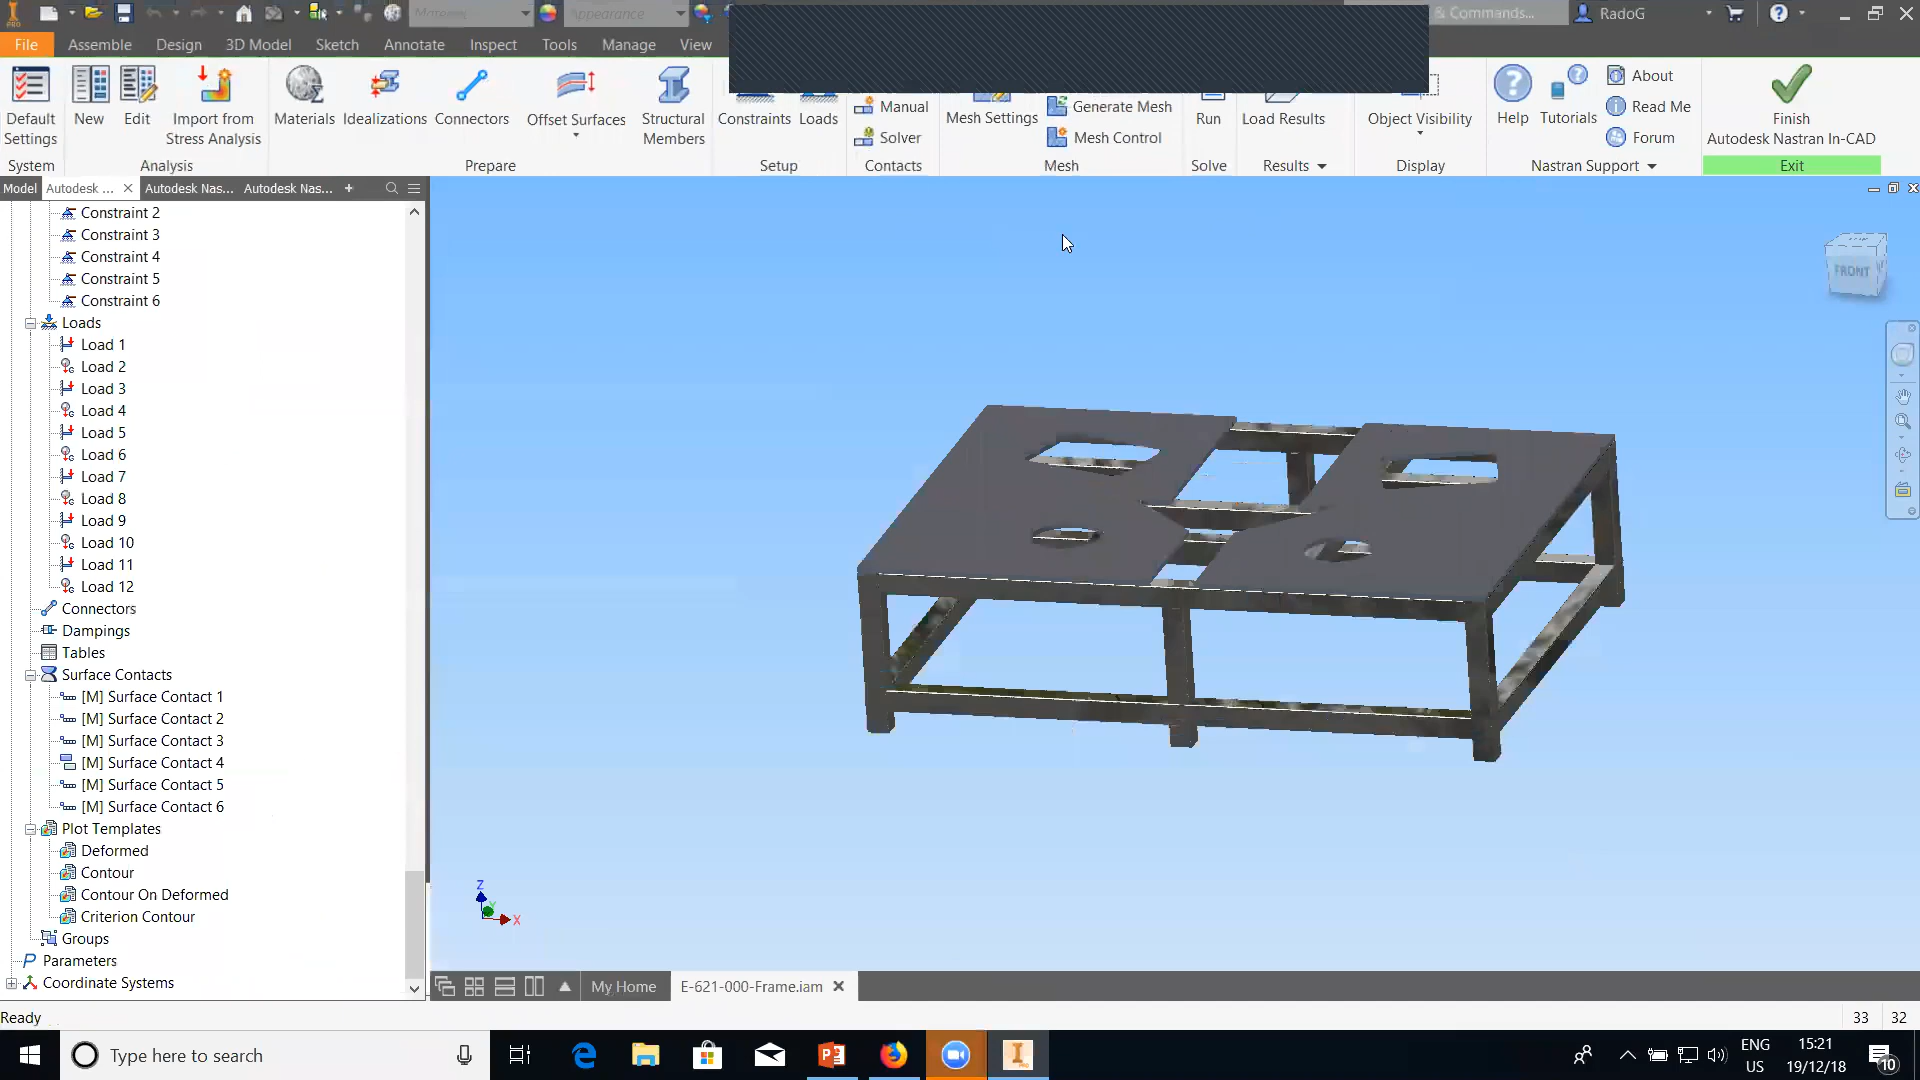 PRO
Material
Appearance
& Commands...
RadoG
File
Assemble
Design
3D Model
Sketch
Annotate
Inspect
Tools
Manage
View
Default Settings
New
Edit
Import from Stress Analysis
Materials
Idealizations
Connectors
Offset Surfaces
Structural Members
Constraints
Loads
Manual
Solver
Mesh Settings
Generate Mesh
Mesh Control
Run
Load Results
Object Visibility
Help
Tutorials
About
Read Me
Forum
Finish
Autodesk Nastran In-CAD
System
Analysis
Prepare
Setup
Contacts
Mesh
Solve
Results
Display
Nastran Support
Exit
Model
Autodesk ...
Autodesk Nas...
Autodesk Nas...
Constraint 2
Constraint 3
Constraint 4
Constraint 5
Constraint 6
Loads
Load 1
Load 2
Load 3
Load 4
Load 5
Load 6
Load 7
Load 8
Load 9
Load 10
Load 11
Load 12
Connectors
Dampings
Tables
Surface Contacts
[M] Surface Contact 1
[M] Surface Contact 2
[M] Surface Contact 3
[M] Surface Contact 4
[M] Surface Contact 5
[M] Surface Contact 6
Plot Templates
Deformed
Contour
Contour On Deformed
Criterion Contour
Groups
Parameters
Coordinate Systems
FRONT
Z
Y
X
My Home
E-621-000-Frame.iam
Ready
33
32
Type here to search
ENG
US
15:21
19/12/18
10